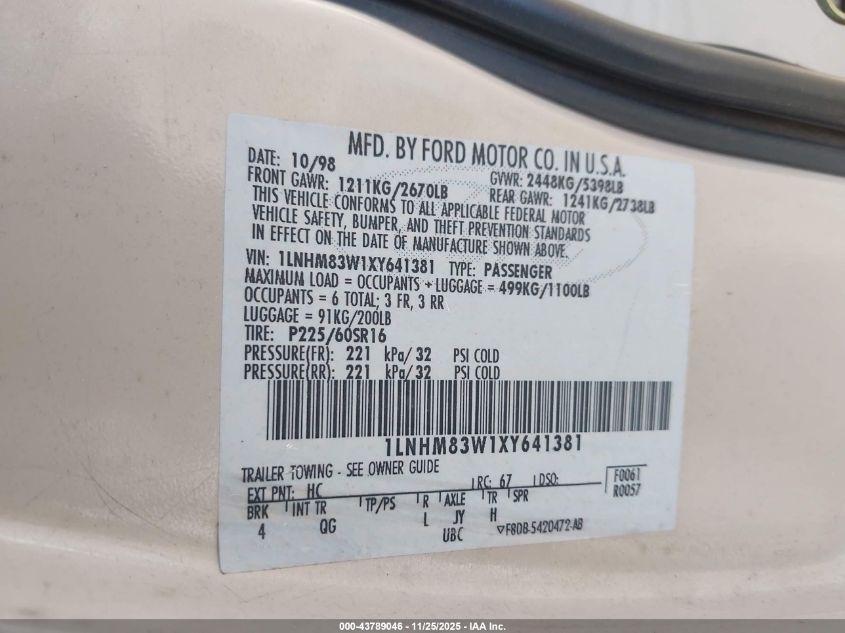 MFD. BY FORD MOTOR CO. IN U.S.A.
DATE: 10/98 GVWR: 2448KG/5398LB
FRONT GAWR: 1211KG/2670LB REAR GAWR: 1241KG/2738LB
THIS VEHICLE CONFORMS TO ALL APPLICABLE FEDERAL MOTOR
VEHICLE SAFETY, BUMPER, AND THEFT PREVENTION STANDARDS
IN EFFECT ON THE DATE OF MANUFACTURE SHOWN ABOVE.
VIN: 1LNHM83W1XY641381 TYPE: PASSENGER
MAXIMUM LOAD = OCCUPANTS + LUGGAGE = 499KG/1100LB
OCCUPANTS = 6 TOTAL; 3 FR, 3 RR
LUGGAGE = 91KG/200LB
TIRE: P225/60SR16
PRESSURE(FR): 221 kPa/ 32 PSI COLD
PRESSURE(RR): 221 kPa/ 32 PSI COLD
1LNHM83W1XY641381
TRAILER TOWING - SEE OWNER GUIDE
EXT PNT: HC RC: 67 DSO: F0061
R0057
BRK INT TR TP/PS R AXLE TR SPR
4 QG L JY H
UBC F8DB-5420472-AB
000-43789046 - 11/25/2025 - IAA Inc.